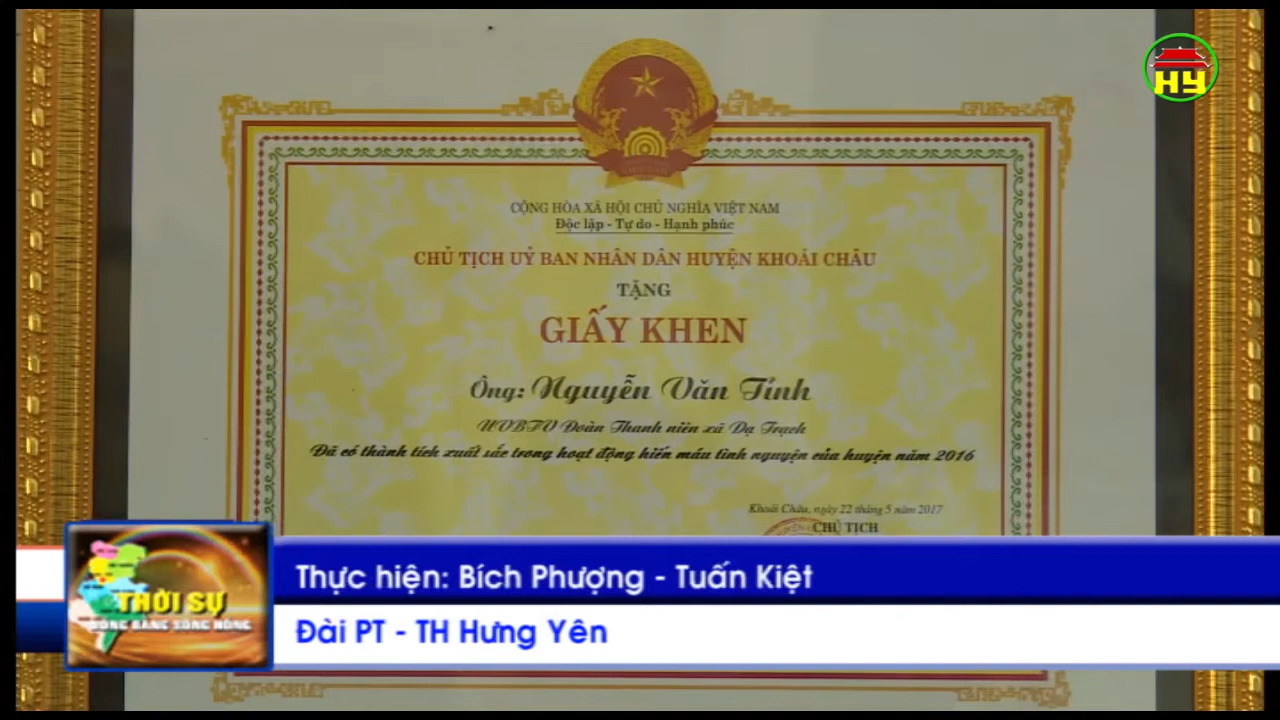 HY
CỘNG HÒA XÃ HỘI CHỦ NGHĨA VIỆT NAM
Độc lập - Tự do - Hạnh phúc
CHỦ TỊCH UỶ BAN NHÂN DÂN HUYỆN KHOÁI CHÂU
TẶNG
GIẤY KHEN
Ông: Nguyễn Văn Tỉnh
UVBTV Đoàn Thanh niên xã Dạ Trạch
Đã có thành tích xuất sắc trong hoạt động hiến máu tình nguyện của huyện năm 2016
Khoái Châu, ngày 22 tháng 5 năm 2017
CHỦ TỊCH
Thực hiện: Bích Phượng - Tuấn Kiệt
Đài PT - TH Hưng Yên
THỜI SỰ
ĐỒNG BẰNG SÔNG HỒNG